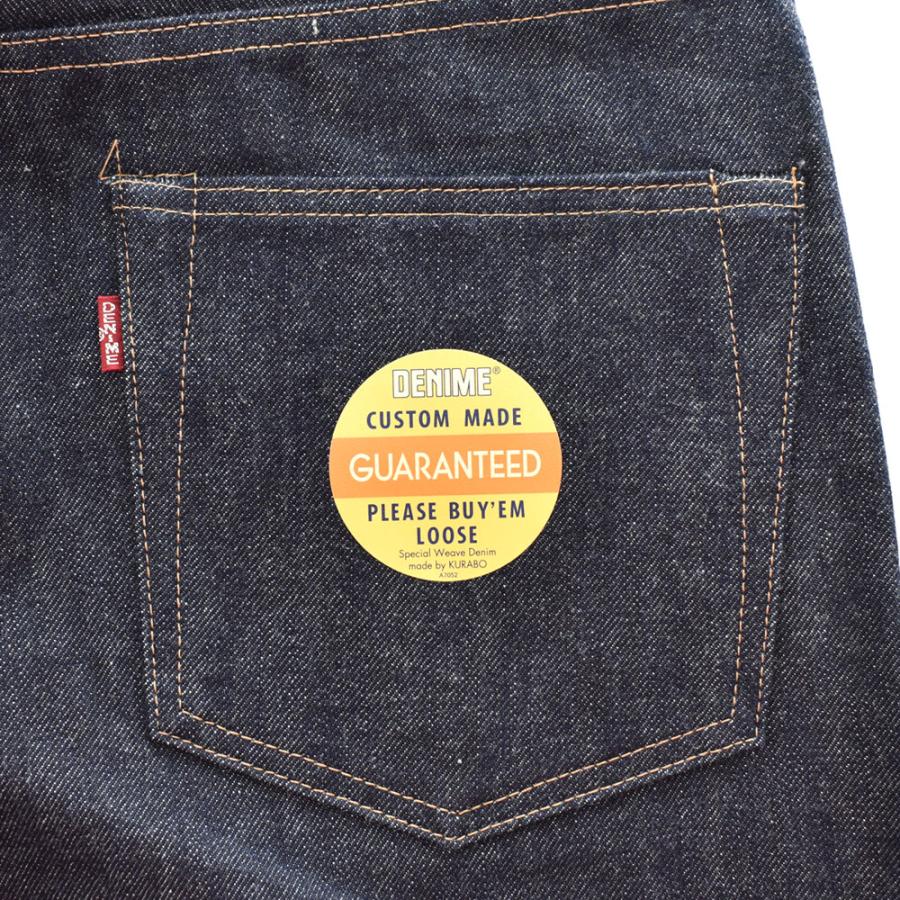 DENIME
DENIME®
CUSTOM MADE
GUARANTEED
PLEASE BUY'EM
LOOSE
Special Weave Denim
made by KURABO
A7052